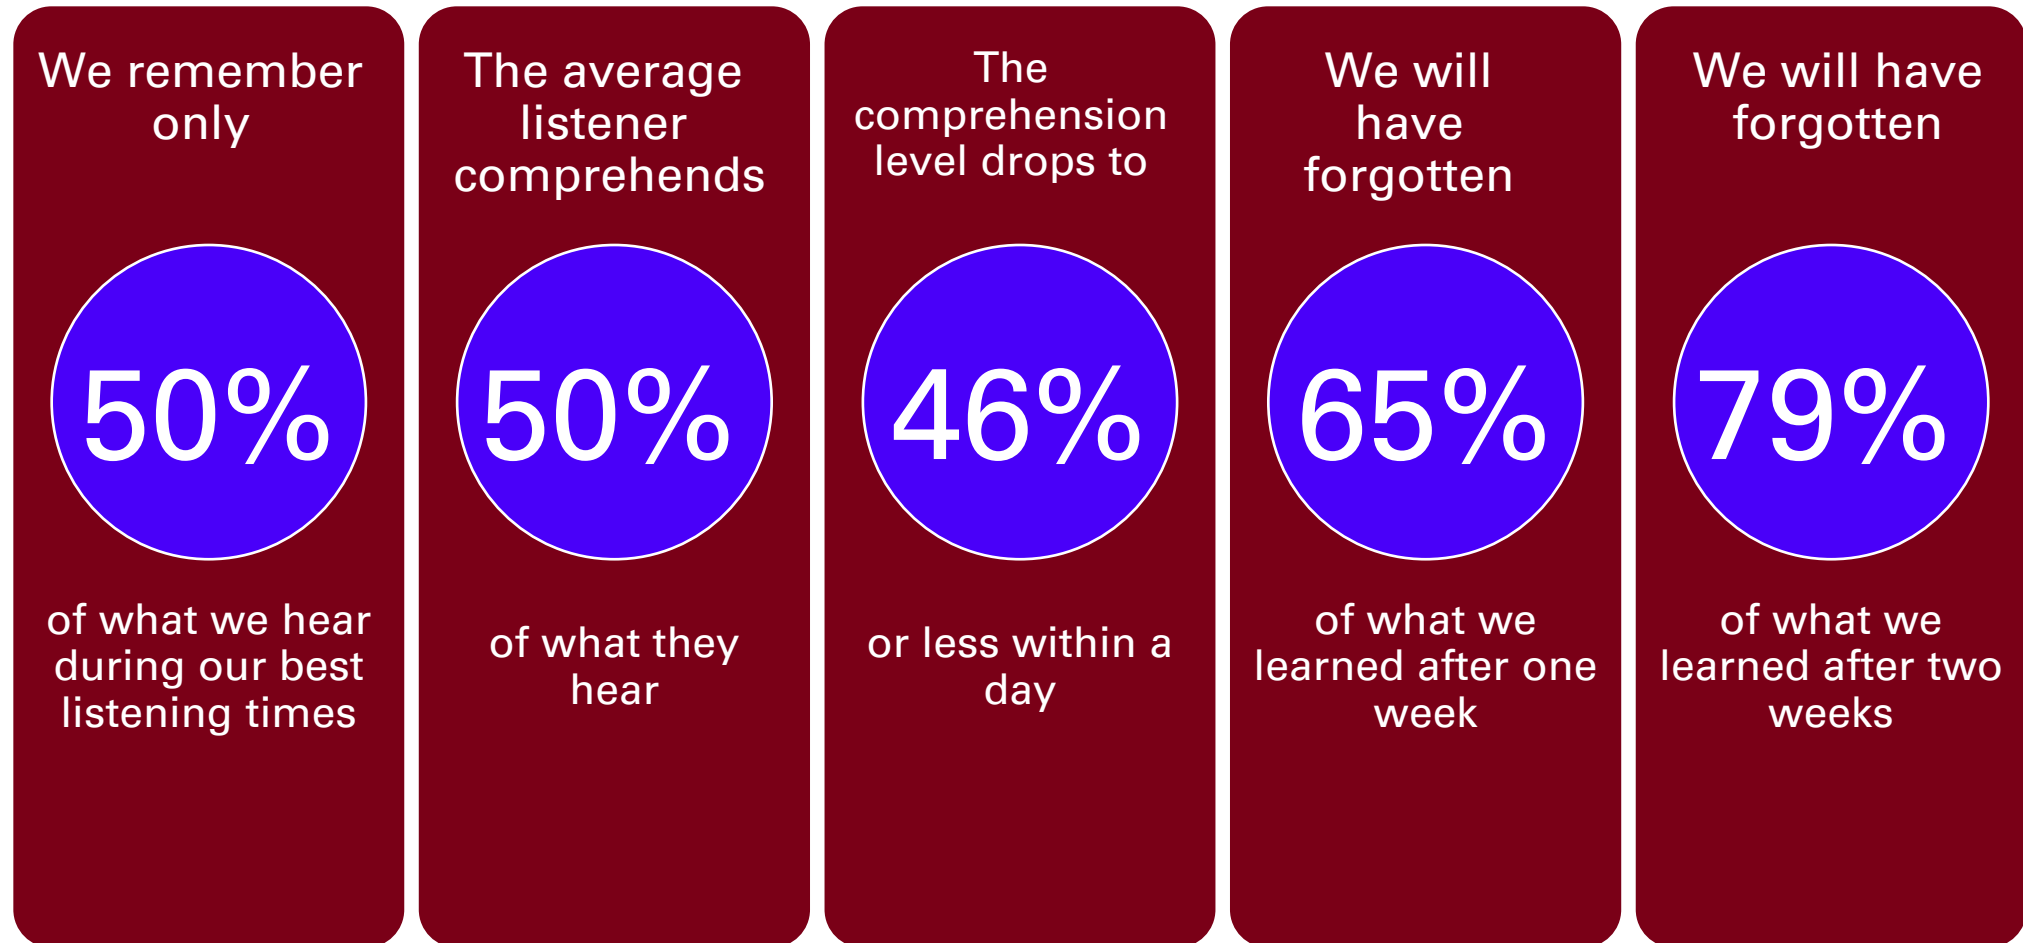 We remember
only
50%
of what we hear
during our best
listening times
The average
listener
comprehends
50%
of what they
hear
The
comprehension
level drops to
46%
or less within a
day
We will
have
forgotten
65%
of what we
learned after one
week
We will have
forgotten
79%
of what we
learned after two
weeks